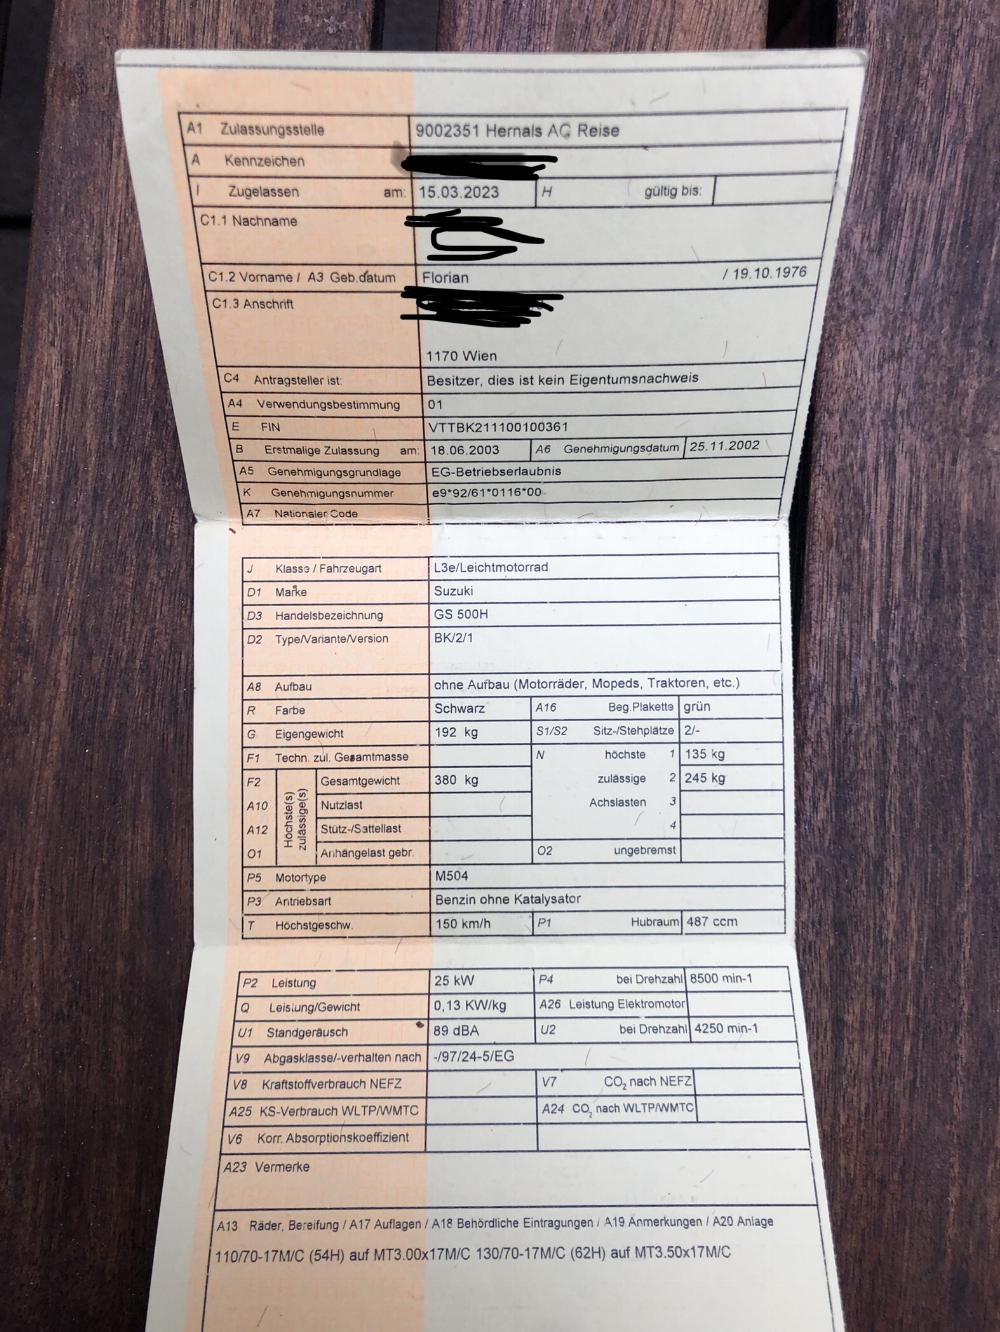 A1 Zulassungsstelle 9002351 Hernals AG Reise
A Kennzeichen
I Zugelassen am: 15.03.2023 H gültig bis:
C1.1 Nachname
C1.2 Vorname / A3 Geb.datum Florian / 19.10.1976
C1.3 Anschrift
1170 Wien
C4 Antragsteller ist: Besitzer, dies ist kein Eigentumsnachweis
A4 Verwendungsbestimmung 01
E FIN VTTBK211100100361
B Erstmalige Zulassung am: 18.06.2003 A6 Genehmigungsdatum 25.11.2002
A5 Genehmigungsgrundlage EG-Betriebserlaubnis
K Genehmigungsnummer e9*92/61*0116*00
A7 Nationaler Code
J Klasse / Fahrzeugart L3e/Leichtmotorrad
D1 Marke Suzuki
D3 Handelsbezeichnung GS 500H
D2 Type/Variante/Version BK/2/1
A8 Aufbau ohne Aufbau (Motorräder, Mopeds, Traktoren, etc.)
R Farbe Schwarz A16 Beg.Plakette grün
G Eigengewicht 192 kg S1/S2 Sitz-/Stehplätze 2/-
F1 Techn. zul. Gesamtmasse N höchste 1 135 kg
F2 Höchste(s) zulässige(s) Gesamtgewicht 380 kg zulässige 2 245 kg
A10 Nutzlast Achslasten 3
A12 Stütz-/Sattellast 4
O1 Anhängelast gebr. O2 ungebremst
P5 Motortype M504
P3 Antriebsart Benzin ohne Katalysator
T Höchstgeschw. 150 km/h P1 Hubraum 487 ccm
P2 Leistung 25 kW P4 bei Drehzahl 8500 min-1
Q Leistung/Gewicht 0,13 KW/kg A26 Leistung Elektromotor
U1 Standgeräusch 89 dBA U2 bei Drehzahl 4250 min-1
V9 Abgasklasse/-verhalten nach -/97/24-5/EG
V8 Kraftstoffverbrauch NEFZ V7 CO₂ nach NEFZ
A25 KS-Verbrauch WLTP/WMTC A24 CO₂ nach WLTP/WMTC
V6 Korr. Absorptionskoeffizient
A23 Vermerke
A13 Räder, Bereifung / A17 Auflagen / A18 Behördliche Eintragungen / A19 Anmerkungen / A20 Anlage
110/70-17M/C (54H) auf MT3.00x17M/C 130/70-17M/C (62H) auf MT3.50x17M/C